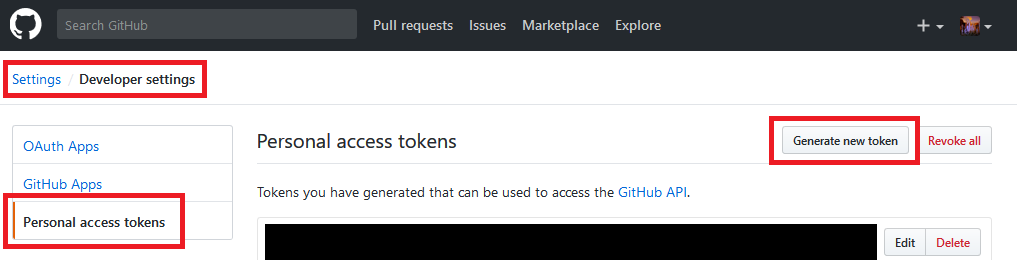 Search GitHub Pull requests Issues Marketplace Explore
Settings / Developer settings
OAuth Apps
GitHub Apps
Personal access tokens
Personal access tokens Generate new token Revoke all
Tokens you have generated that can be used to access the GitHub API.
Edit Delete